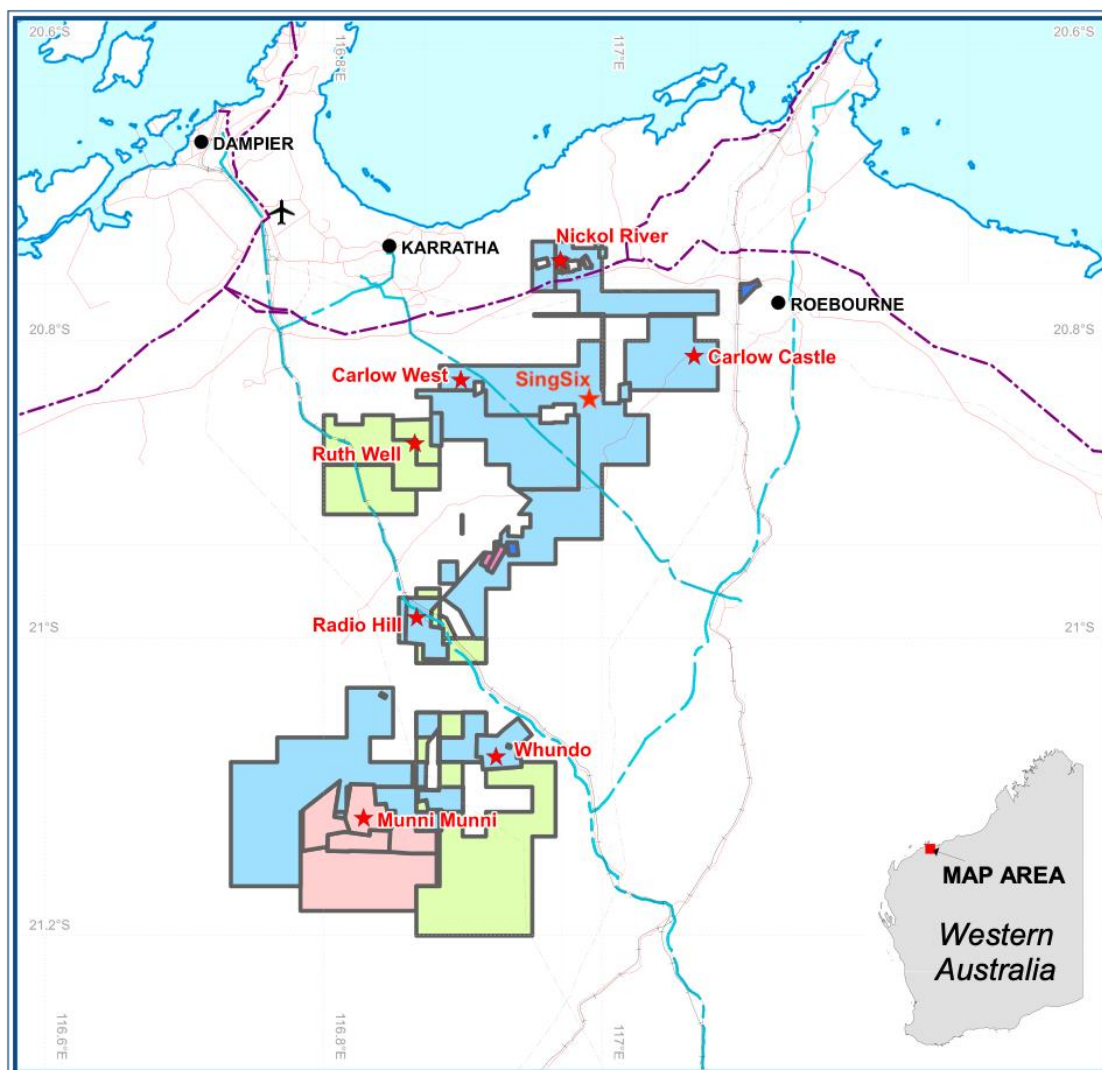 20.6°S
116.8°E
117°E
20.6°S
DAMPIER
Nickol River
KARRATHA
ROEBOURNE
20.8°S
20.8°S
Carlow Castle
Carlow West
SingSix
Ruth Well
Radio Hill
21°S
21°S
Whundo
Munni Munni
MAP AREA
21.2°S
Western
Australia
116.6°E
116.8°E
117°E